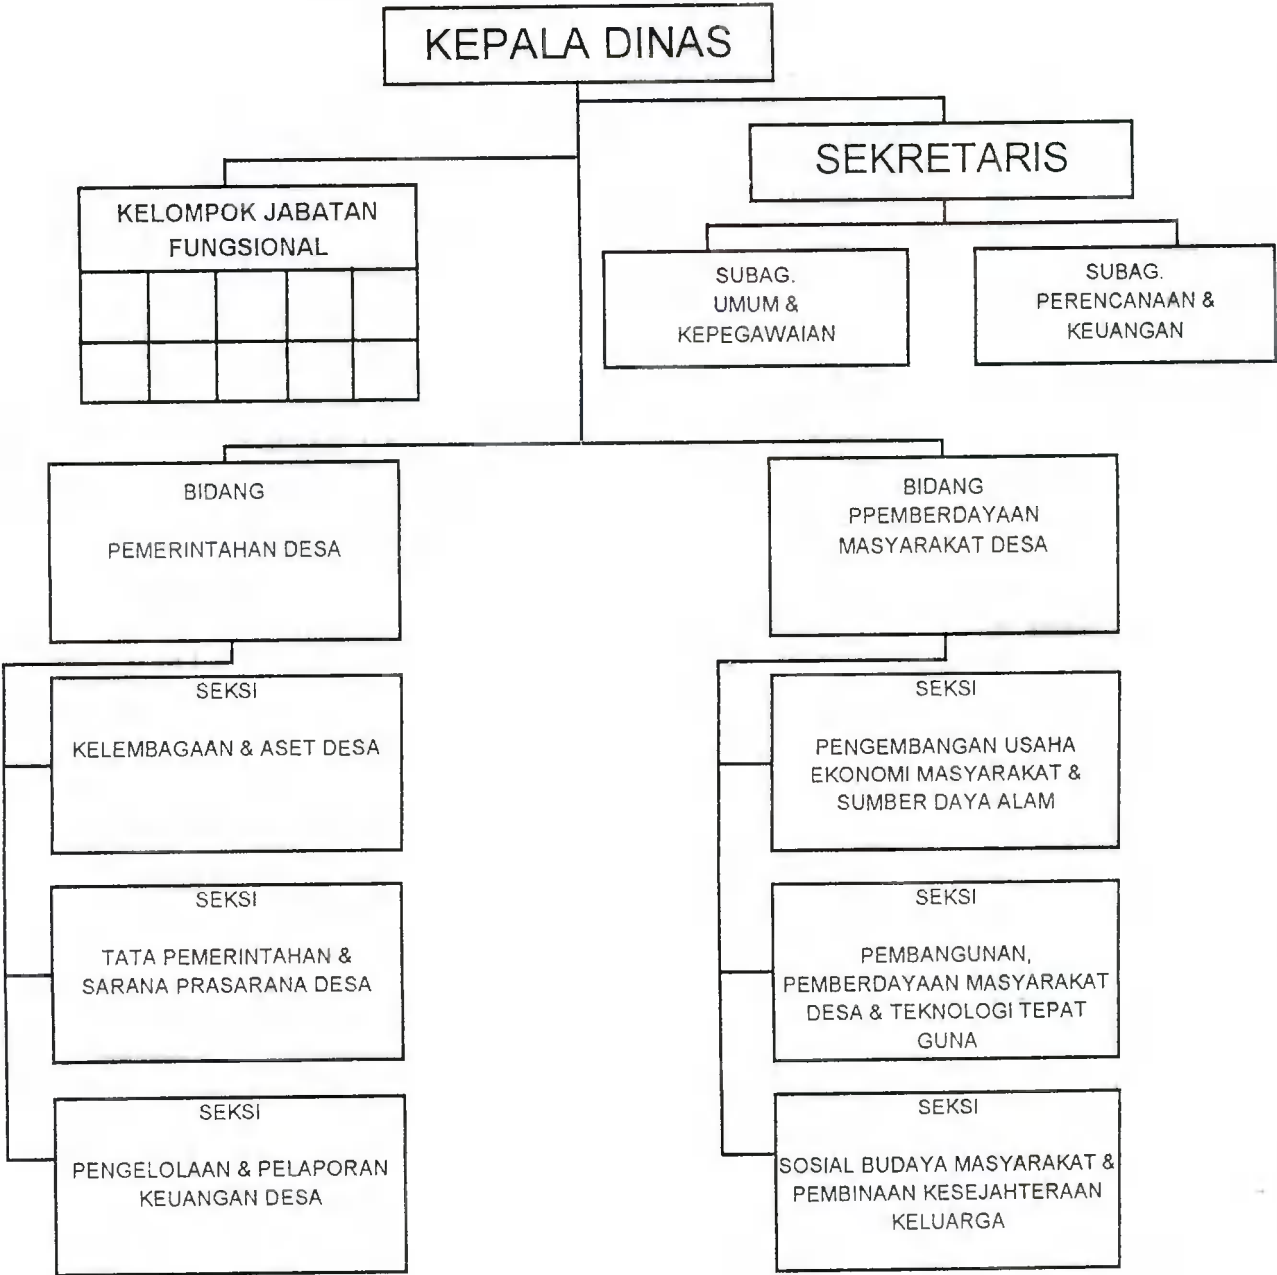 KEPALA DINAS
SEKRETARIS
KELOMPOK JABATAN
FUNGSIONAL
SUBAG.
UMUM &
KEPEGAWAIAN
SUBAG.
PERENCANAAN &
KEUANGAN
BIDANG
PEMERINTAHAN DESA
BIDANG
PPEMBERDAYAAN
MASYARAKAT DESA
SEKSI
KELEMBAGAAN & ASET DESA
SEKSI
TATA PEMERINTAHAN &
SARANA PRASARANA DESA
SEKSI
PENGELOLAAN & PELAPORAN
KEUANGAN DESA
SEKSI
PENGEMBANGAN USAHA
EKONOMI MASYARAKAT &
SUMBER DAYA ALAM
SEKSI
PEMBANGUNAN,
PEMBERDAYAAN MASYARAKAT
DESA & TEKNOLOGI TEPAT
GUNA
SEKSI
SOSIAL BUDAYA MASYARAKAT &
PEMBINAAN KESEJAHTERAAN
KELUARGA